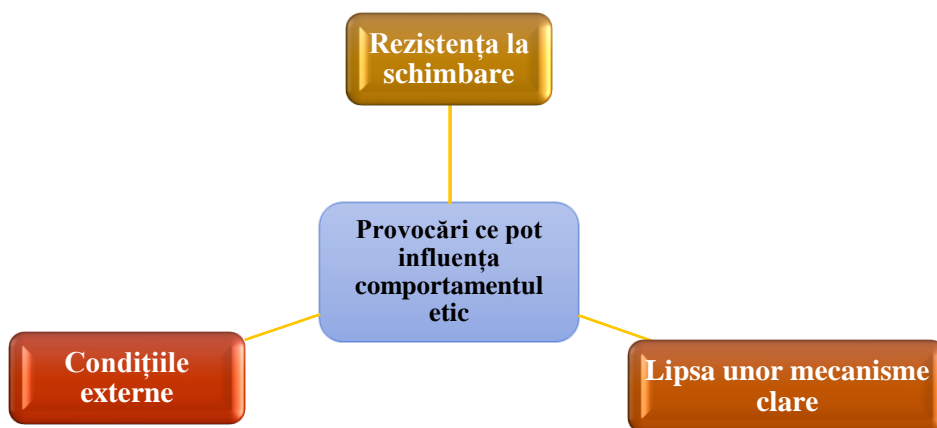 Rezistența la
schimbare
Provocări ce pot
influența
comportamentul
etic
Condițiile
externe
Lipsa unor mecanisme
clare